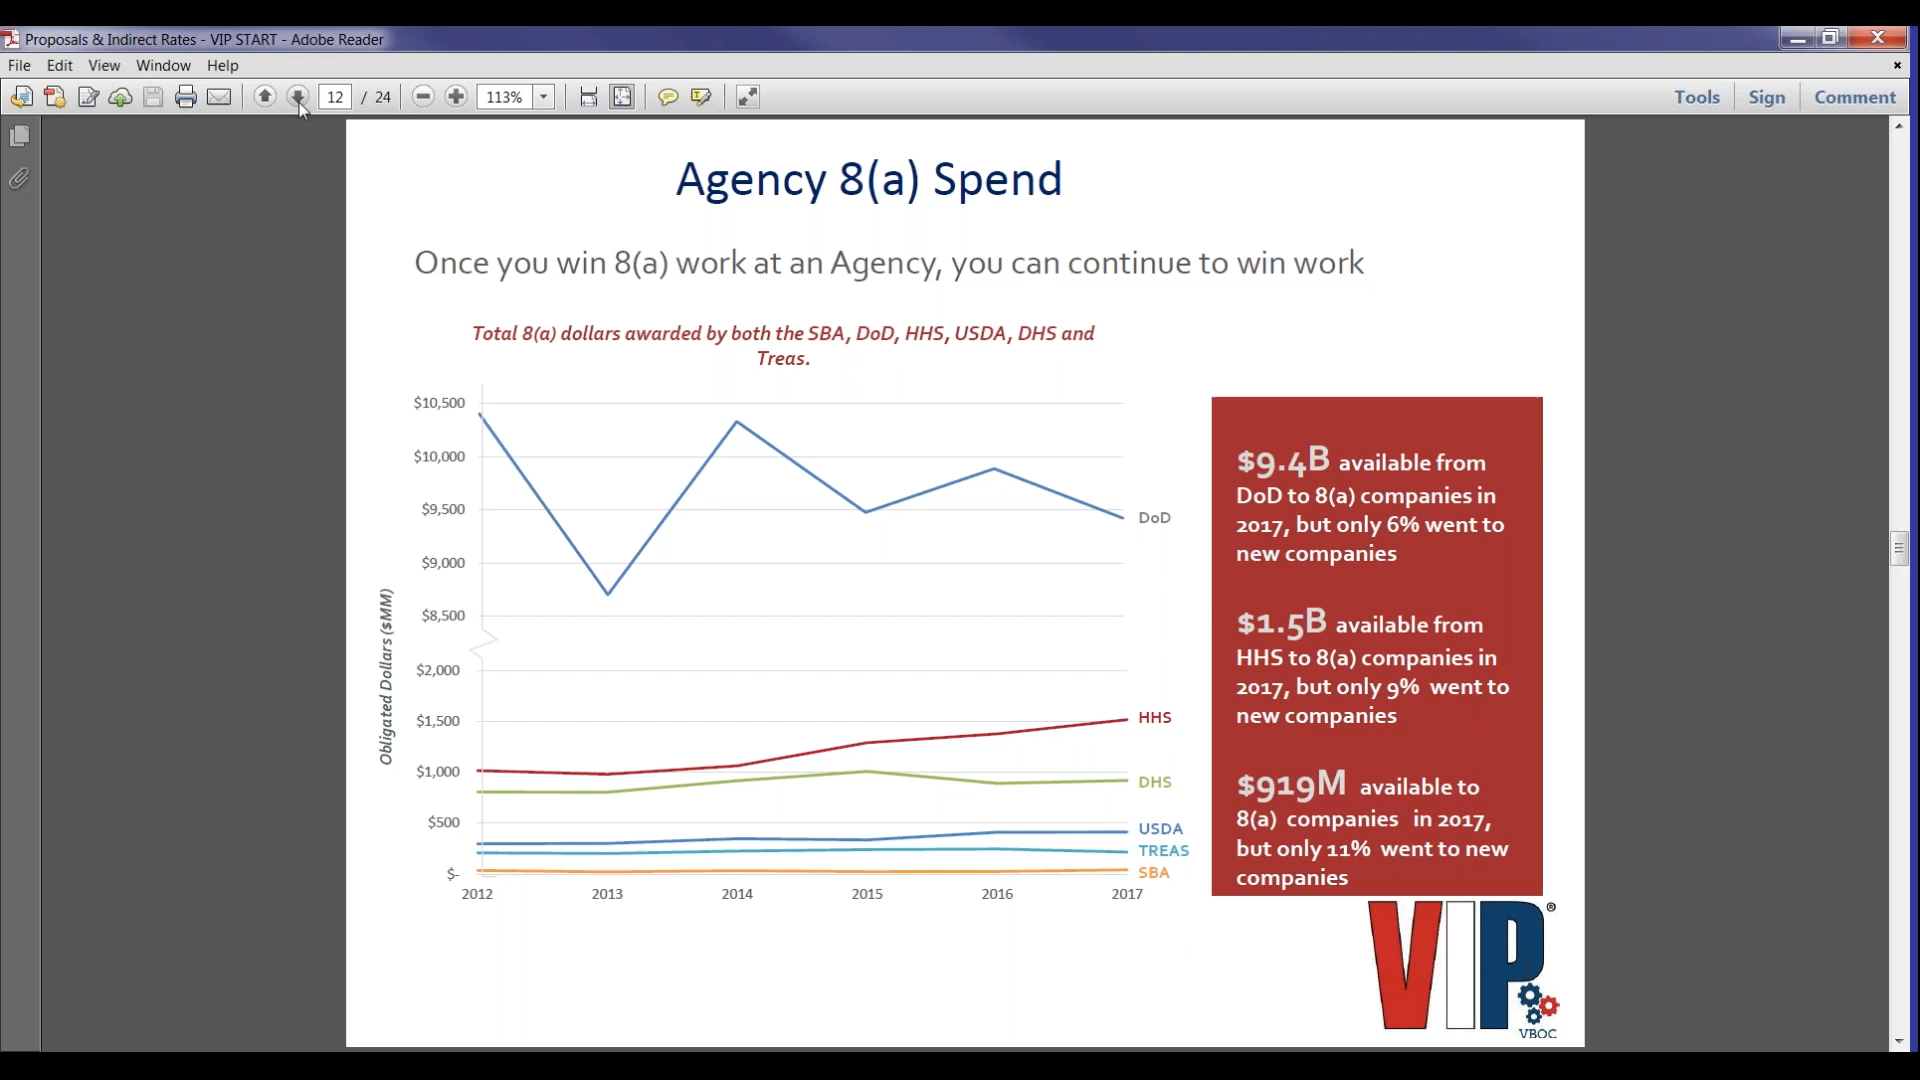 Proposals & Indirect Rates - VIP START - Adobe Reader
File Edit View Window Help
12 / 24 113% Tools Sign Comment
Agency 8(a) Spend
Once you win 8(a) work at an Agency, you can continue to win work
Total 8(a) dollars awarded by both the SBA, DoD, HHS, USDA, DHS and
Treas.
Obligated Dollars ($MM)
$10,500
$10,000
$9,500
$9,000
$8,500
$2,000
$1,500
$1,000
$500
$-
2012 2013 2014 2015 2016 2017
DoD
HHS
DHS
USDA
TREAS
SBA
$9.4B available from
DoD to 8(a) companies in
2017, but only 6% went to
new companies
$1.5B available from
HHS to 8(a) companies in
2017, but only 9% went to
new companies
$919M available to
8(a) companies in 2017,
but only 11% went to new
companies
VIP®
VBOC